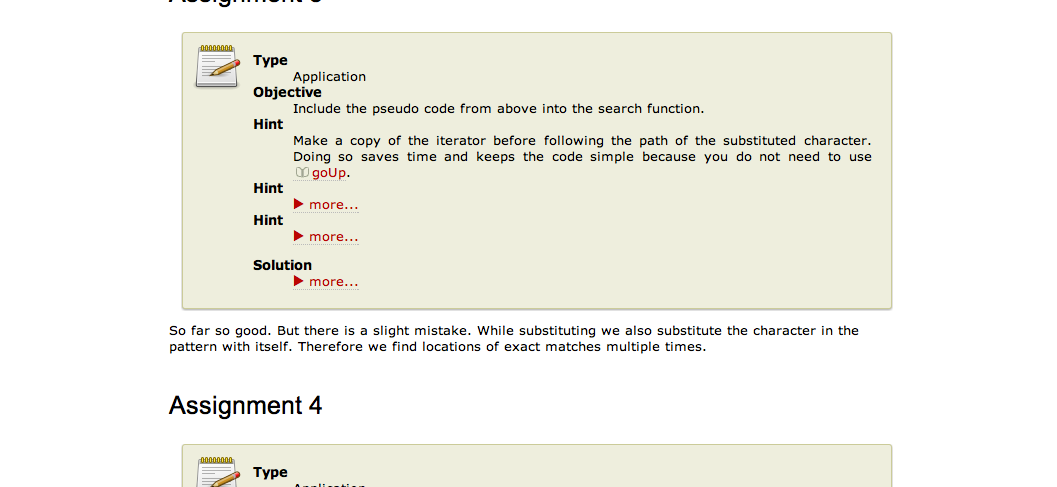 Assignment 3
Type
Application
Objective
Include the pseudo code from above into the search function.
Hint
Make a copy of the iterator before following the path of the substituted character.
Doing so saves time and keeps the code simple because you do not need to use
goUp.
Hint
more...
Hint
more...
Solution
more...
So far so good. But there is a slight mistake. While substituting we also substitute the character in the
pattern with itself. Therefore we find locations of exact matches multiple times.
Assignment 4
Type
Application